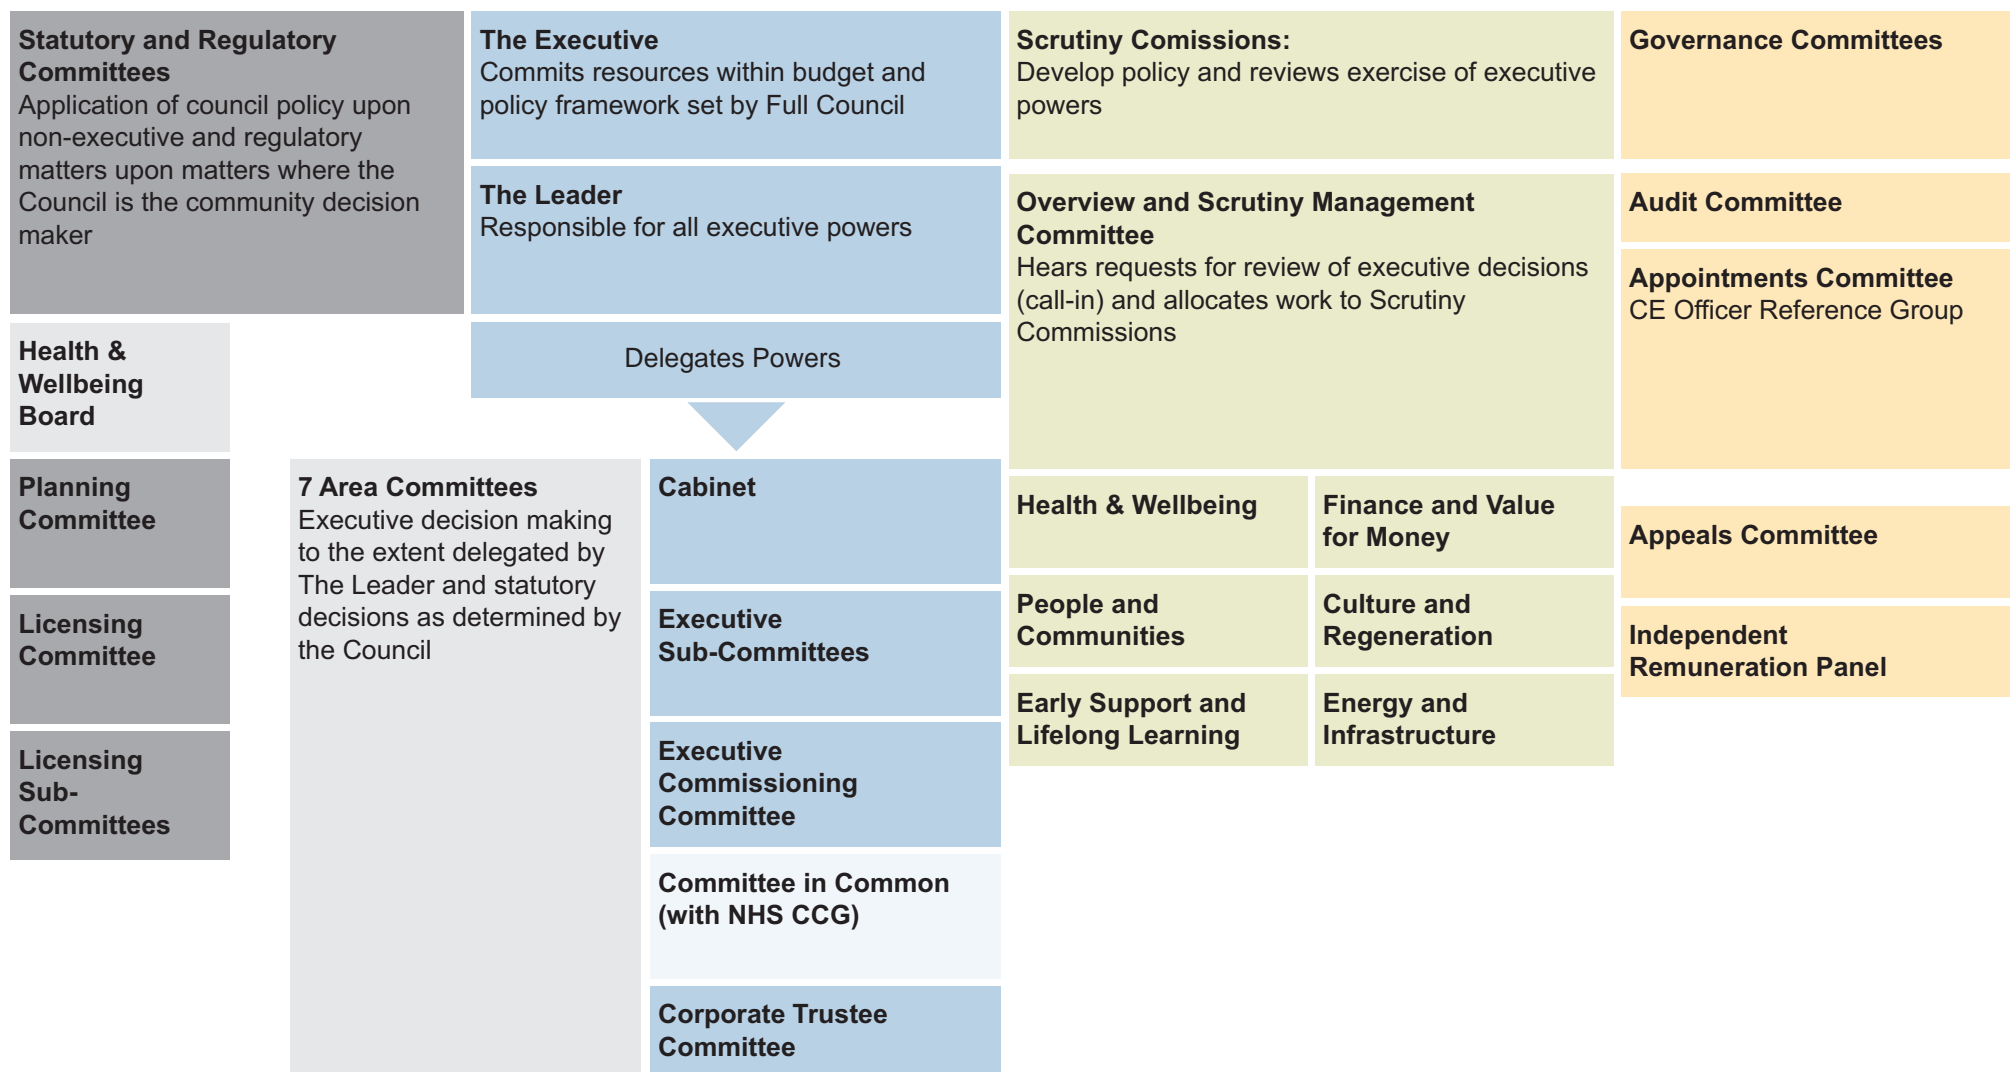 Statutory and Regulatory
Committees
Application of council policy upon
non-executive and regulatory
matters upon matters where the
Council is the community decision
maker
Health &
Wellbeing
Board
Planning
Committee
Licensing
Committee
Licensing
Sub-
Committees
The Executive
Commits resources within budget and
policy framework set by Full Council
The Leader
Responsible for all executive powers
Delegates Powers
7 Area Committees
Executive decision making
to the extent delegated by
The Leader and statutory
decisions as determined by
the Council
Cabinet
Executive
Sub-Committees
Executive
Commissioning
Committee
Committee in Common
(with NHS CCG)
Corporate Trustee
Committee
Scrutiny Comissions:
Develop policy and reviews exercise of executive
powers
Overview and Scrutiny Management
Committee
Hears requests for review of executive decisions
(call-in) and allocates work to Scrutiny
Commissions
Health & Wellbeing
Finance and Value
for Money
People and
Communities
Culture and
Regeneration
Early Support and
Lifelong Learning
Energy and
Infrastructure
Governance Committees
Audit Committee
Appointments Committee
CE Officer Reference Group
Appeals Committee
Independent
Remuneration Panel